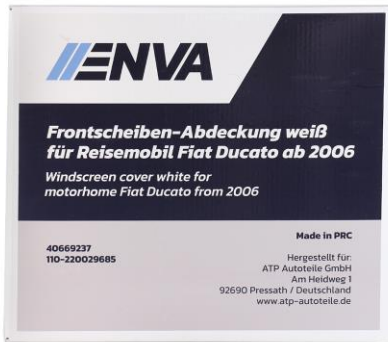 ENVA
Frontscheiben-Abdeckung weiß
für Reisemobil Fiat Ducato ab 2006
Windscreen cover white for
motorhome Fiat Ducato from 2006
Made in PRC
40669237
110-220029685
Hergestellt für:
ATP Autoteile GmbH
Am Heidweg 1
92690 Pressath / Deutschland
www.atp-autoteile.de